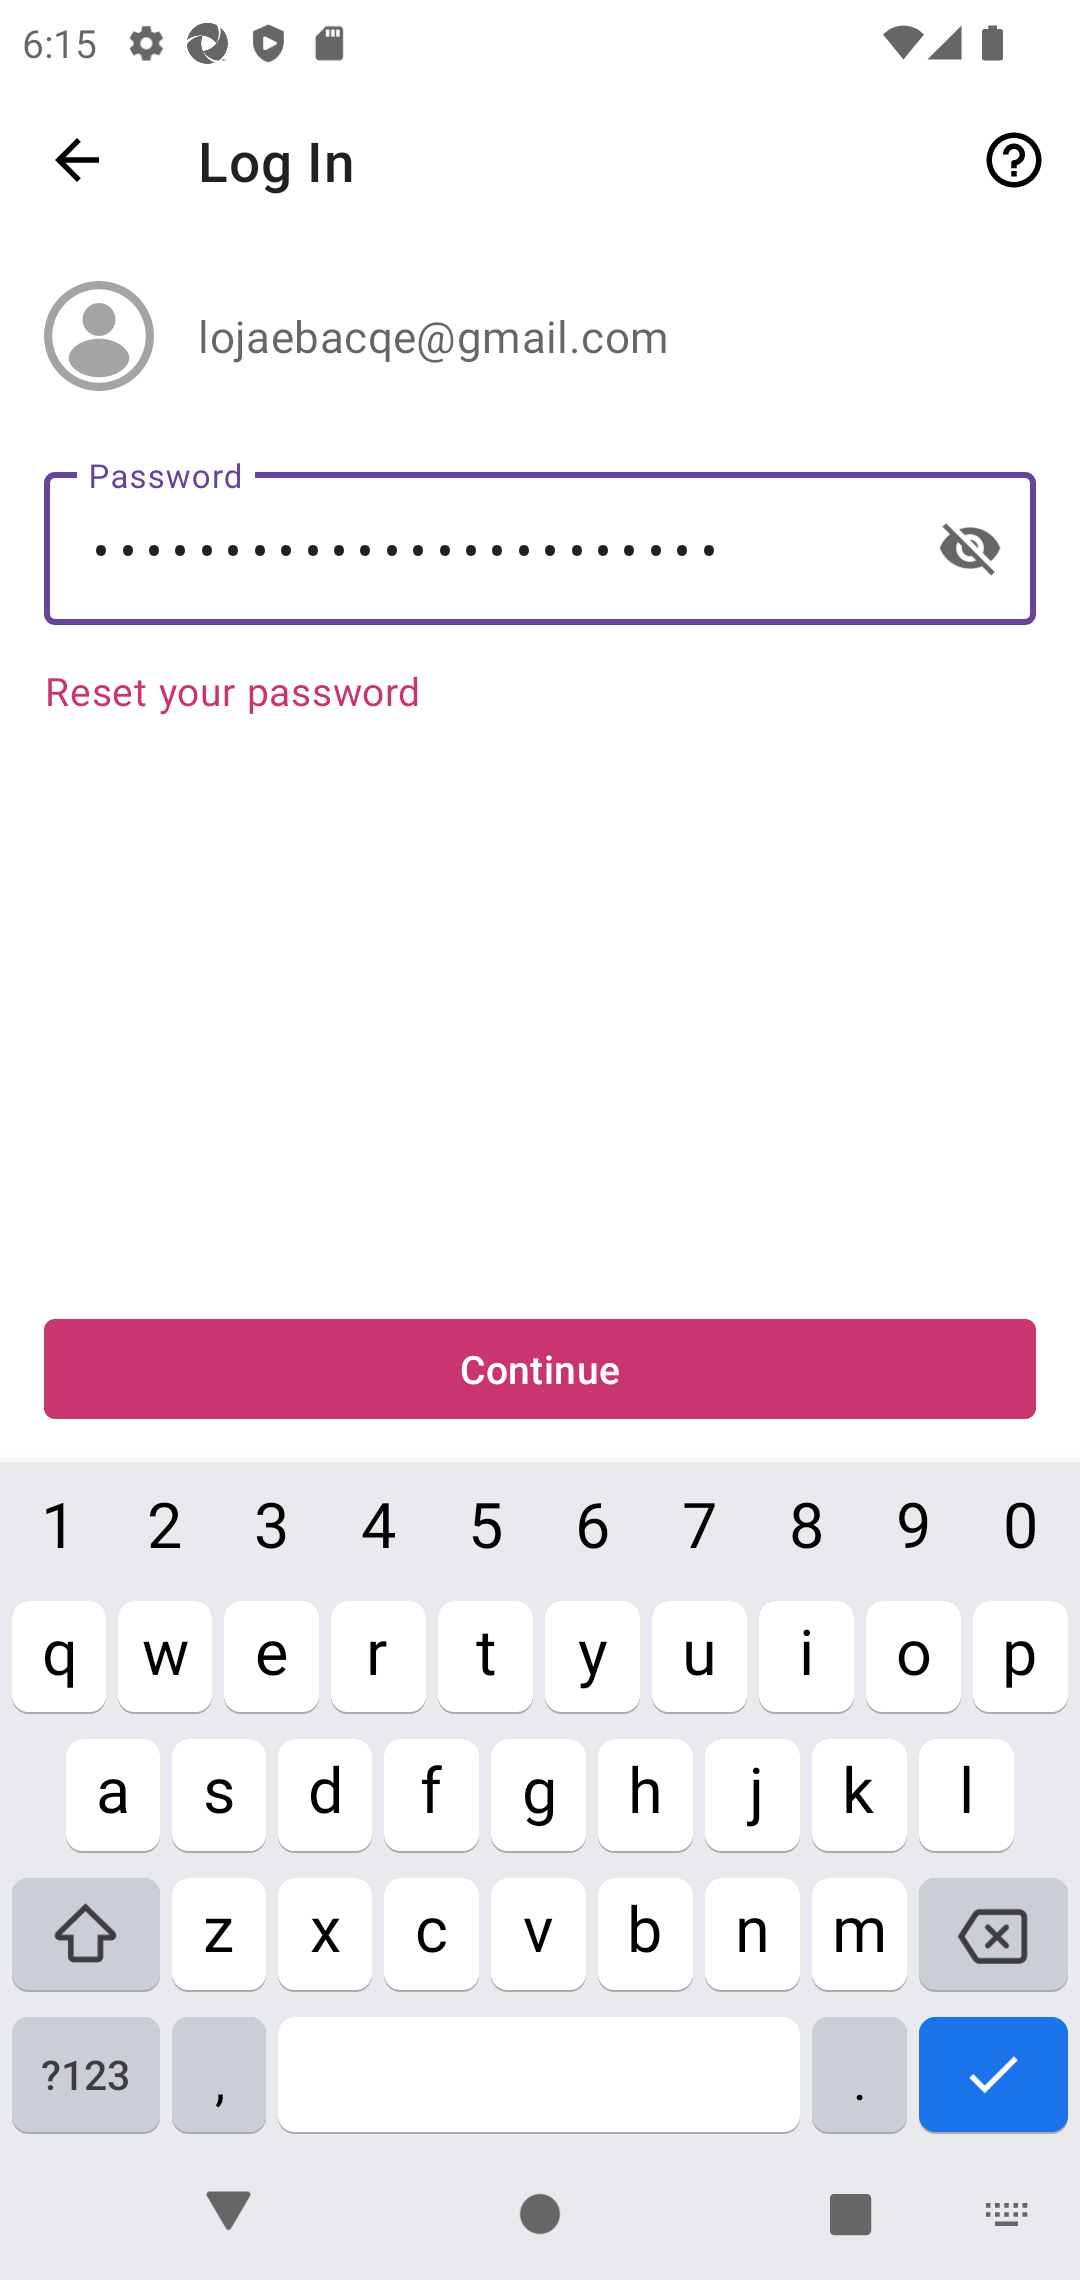 6:15
Log In
lojaebacqe@gmail.com
Password
••••••••••••••••••••••••
Reset your password
Continue
1 2 3 4 5 6 7 8 9 0
q w e r t y u i o p
a s d f g h j k l
z x c v b n m
?123 , .